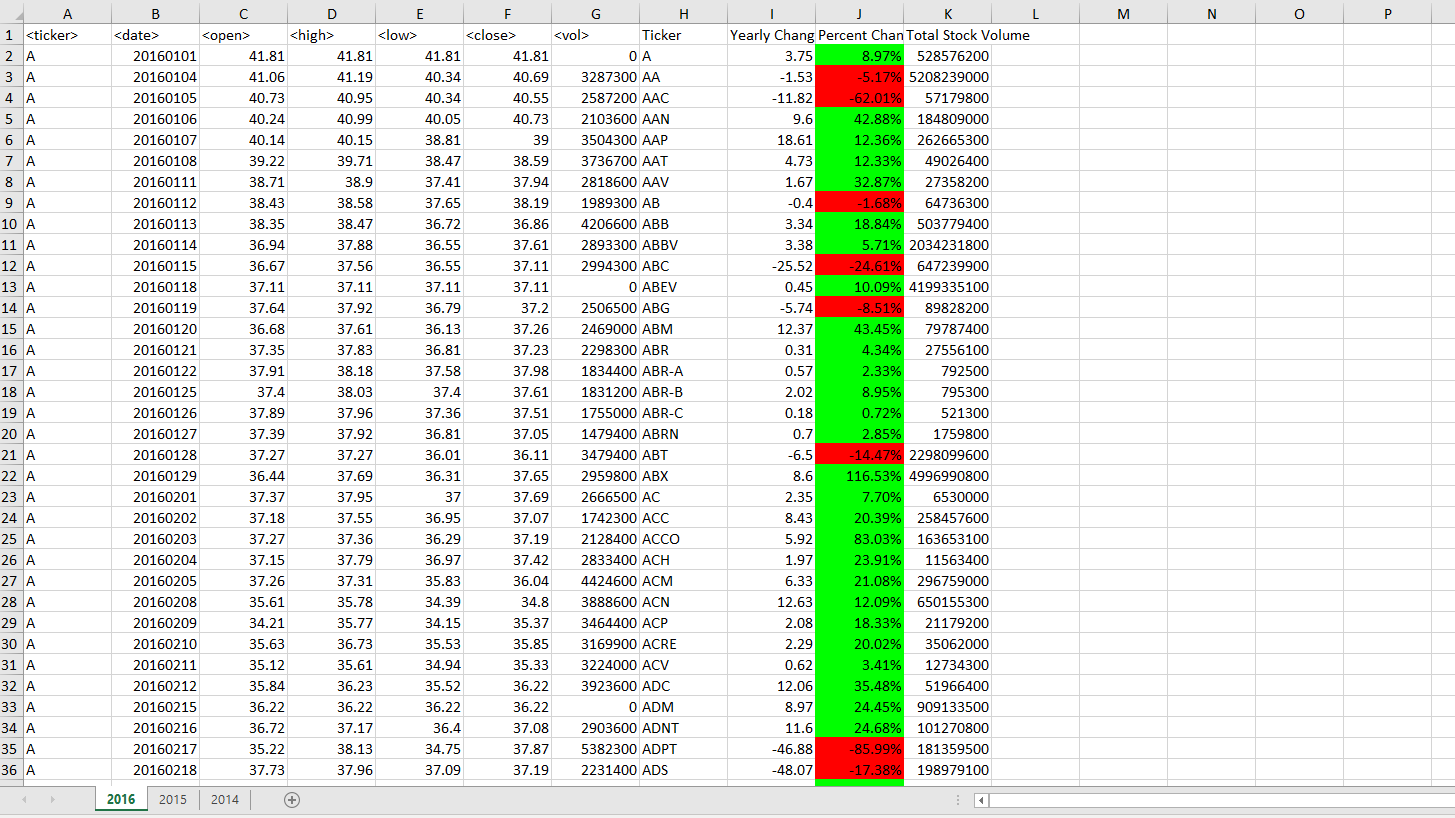 A B C D E F G H I J K L M N O P
1 <ticker> <date> <open> <high> <low> <close> <vol> Ticker Yearly Chang Percent Chan Total Stock Volume
2 A 20160101 41.81 41.81 41.81 41.81 0 A 3.75 8.97% 528576200
3 A 20160104 41.06 41.19 40.34 40.69 3287300 AA -1.53 -5.17% 5208239000
4 A 20160105 40.73 40.95 40.34 40.55 2587200 AAC -11.82 -62.01% 57179800
5 A 20160106 40.24 40.99 40.05 40.73 2103600 AAN 9.6 42.88% 184809000
6 A 20160107 40.14 40.15 38.81 39 3504300 AAP 18.61 12.36% 262665300
7 A 20160108 39.22 39.71 38.47 38.59 3736700 AAT 4.73 12.33% 49026400
8 A 20160111 38.71 38.9 37.41 37.94 2818600 AAV 1.67 32.87% 27358200
9 A 20160112 38.43 38.58 37.65 38.19 1989300 AB -0.4 -1.68% 64736300
10 A 20160113 38.35 38.47 36.72 36.86 4206600 ABB 3.34 18.84% 503779400
11 A 20160114 36.94 37.88 36.55 37.61 2893300 ABBV 3.38 5.71% 2034231800
12 A 20160115 36.67 37.56 36.55 37.11 2994300 ABC -25.52 -24.61% 647239900
13 A 20160118 37.11 37.11 37.11 37.11 0 ABEV 0.45 10.09% 4199335100
14 A 20160119 37.64 37.92 36.79 37.2 2506500 ABG -5.74 -8.51% 89828200
15 A 20160120 36.68 37.61 36.13 37.26 2469000 ABM 12.37 43.45% 79787400
16 A 20160121 37.35 37.83 36.81 37.23 2298300 ABR 0.31 4.34% 27556100
17 A 20160122 37.91 38.18 37.58 37.98 1834400 ABR-A 0.57 2.33% 792500
18 A 20160125 37.4 38.03 37.4 37.61 1831200 ABR-B 2.02 8.95% 795300
19 A 20160126 37.89 37.96 37.36 37.51 1755000 ABR-C 0.18 0.72% 521300
20 A 20160127 37.39 37.92 36.81 37.05 1479400 ABRN 0.7 2.85% 1759800
21 A 20160128 37.27 37.27 36.01 36.11 3479400 ABT -6.5 -14.47% 2298099600
22 A 20160129 36.44 37.69 36.31 37.65 2959800 ABX 8.6 116.53% 4996990800
23 A 20160201 37.37 37.95 37 37.69 2666500 AC 2.35 7.70% 6530000
24 A 20160202 37.18 37.55 36.95 37.07 1742300 ACC 8.43 20.39% 258457600
25 A 20160203 37.27 37.36 36.29 37.19 2128400 ACCO 5.92 83.03% 163653100
26 A 20160204 37.15 37.79 36.97 37.42 2833400 ACH 1.97 23.91% 11563400
27 A 20160205 37.26 37.31 35.83 36.04 4424600 ACM 6.33 21.08% 296759000
28 A 20160208 35.61 35.78 34.39 34.8 3888600 ACN 12.63 12.09% 650155300
29 A 20160209 34.21 35.77 34.15 35.37 3464400 ACP 2.08 18.33% 21179200
30 A 20160210 35.63 36.73 35.53 35.85 3169900 ACRE 2.29 20.02% 35062000
31 A 20160211 35.12 35.61 34.94 35.33 3224000 ACV 0.62 3.41% 12734300
32 A 20160212 35.84 36.23 35.52 36.22 3923600 ADC 12.06 35.48% 51966400
33 A 20160215 36.22 36.22 36.22 36.22 0 ADM 8.97 24.45% 909133500
34 A 20160216 36.72 37.17 36.4 37.08 2903600 ADNT 11.6 24.68% 101270800
35 A 20160217 35.22 38.13 34.75 37.87 5382300 ADPT -46.88 -85.99% 181359500
36 A 20160218 37.73 37.96 37.09 37.19 2231400 ADS -48.07 -17.38% 198979100
2016 2015 2014